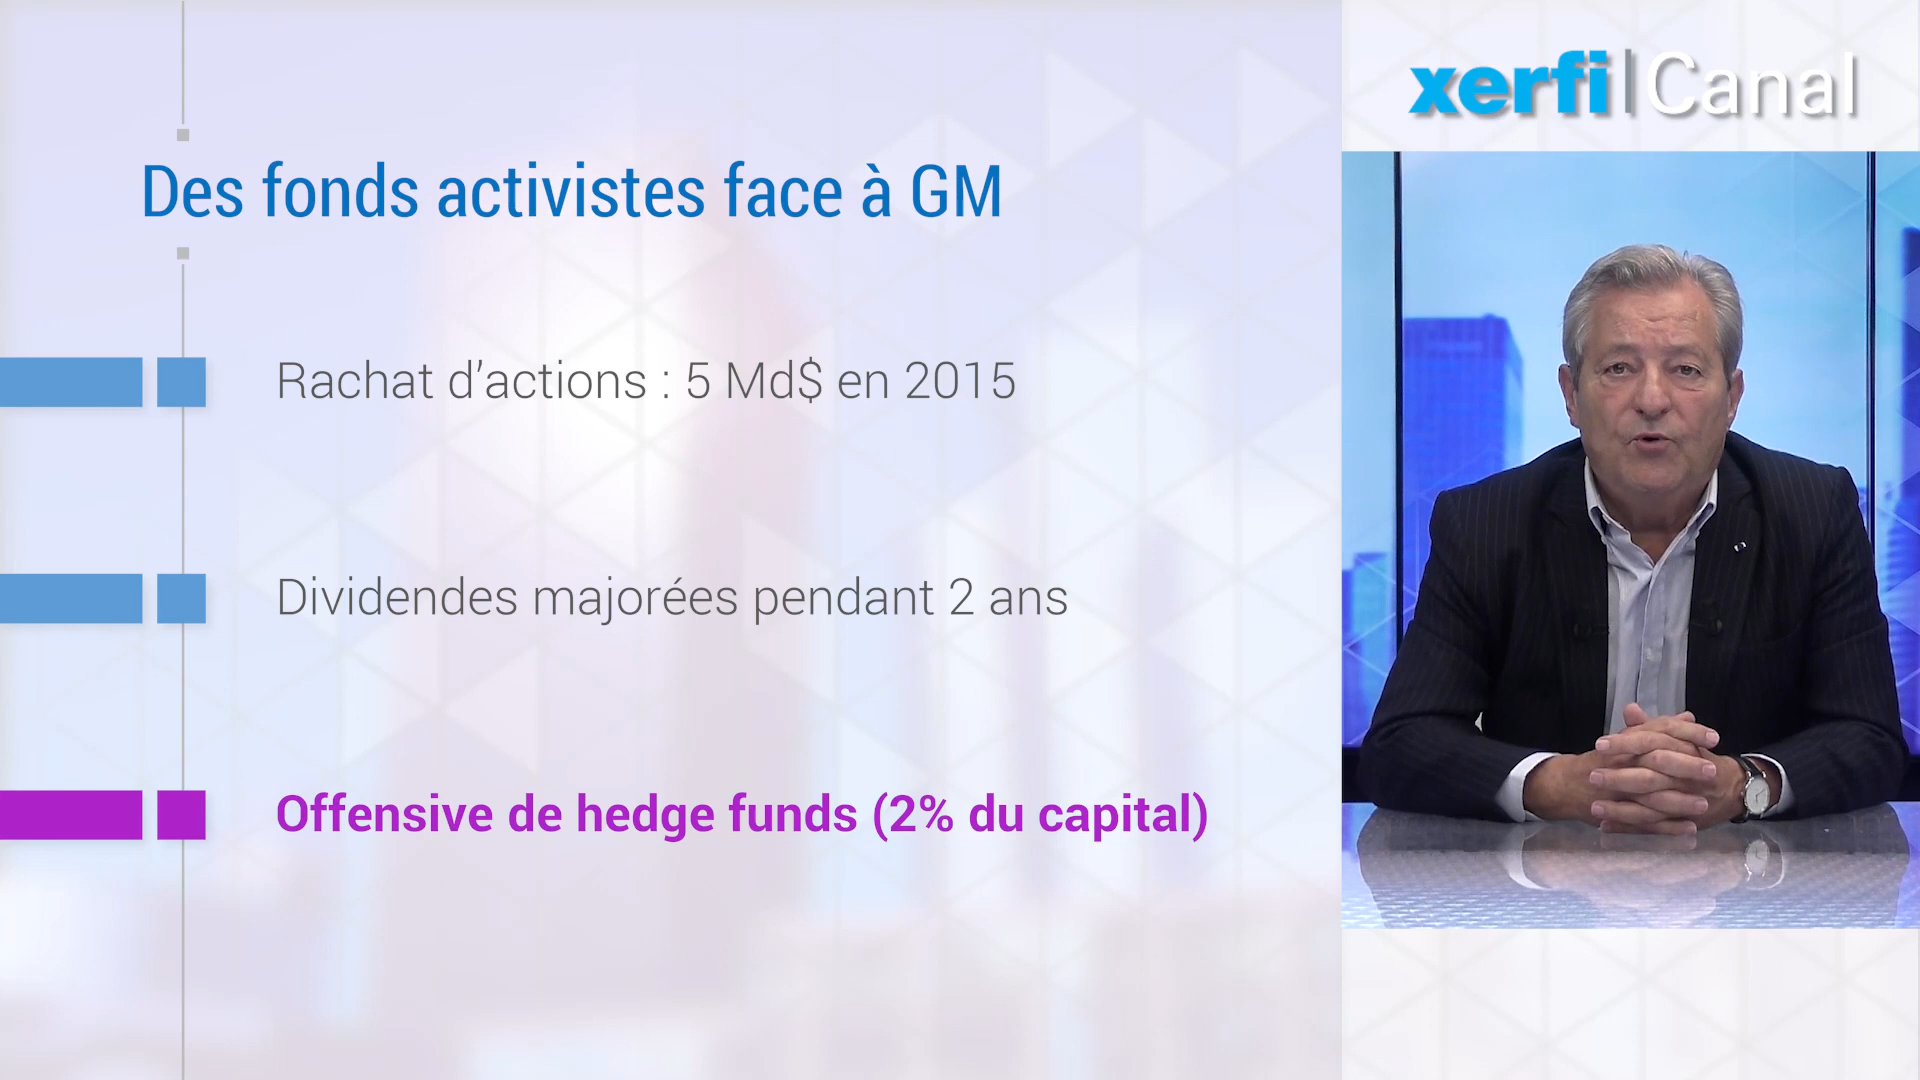 xerfi Canal
Des fonds activistes face à GM
Rachat d’actions : 5 Md$ en 2015
Dividendes majorées pendant 2 ans
Offensive de hedge funds (2% du capital)